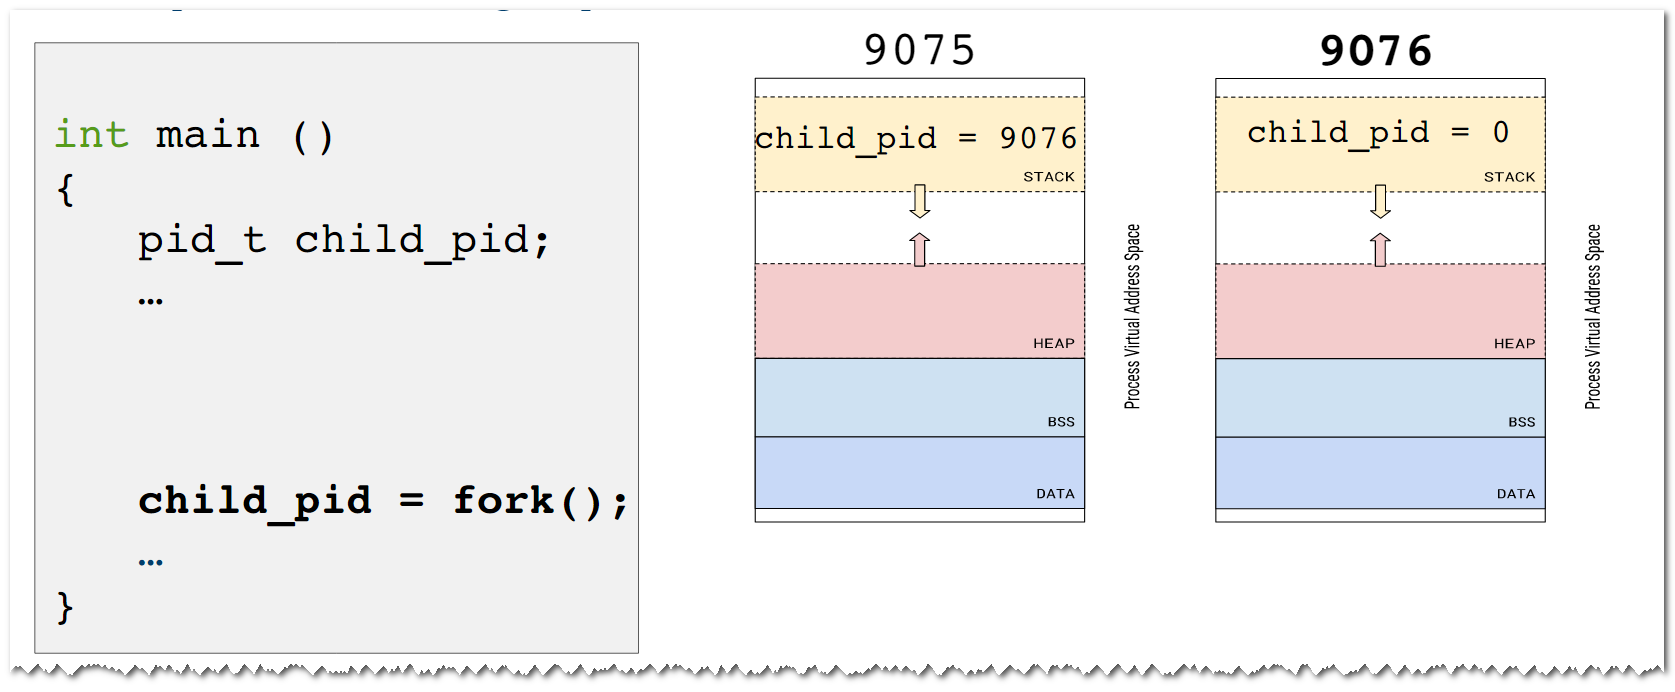 int main ()
{
pid_t child_pid;
…
child_pid = fork();
…
}
9075
child_pid = 9076
STACK
HEAP
BSS
DATA
Process Virtual Address Space
9076
child_pid = 0
STACK
HEAP
BSS
DATA
Process Virtual Address Space